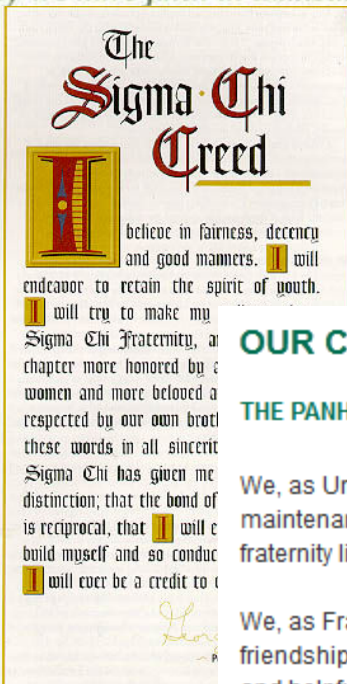 The
Sigma · Chi
Creed
I believe in fairness, decency
and good manners. I will
endeavor to retain the spirit of youth.
I will try to make my
Sigma Chi Fraternity, a
chapter more honored by a
women and more beloved a
respected by our own brot
these words in all sincerit
Sigma Chi has given me
distinction; that the bond of
is reciprocal, that I will e
build myself and so conduc
I will ever be a credit to
Geor
P
OUR C
THE PANH
We, as Un
maintenan
fraternity li
We, as Fra
friendship